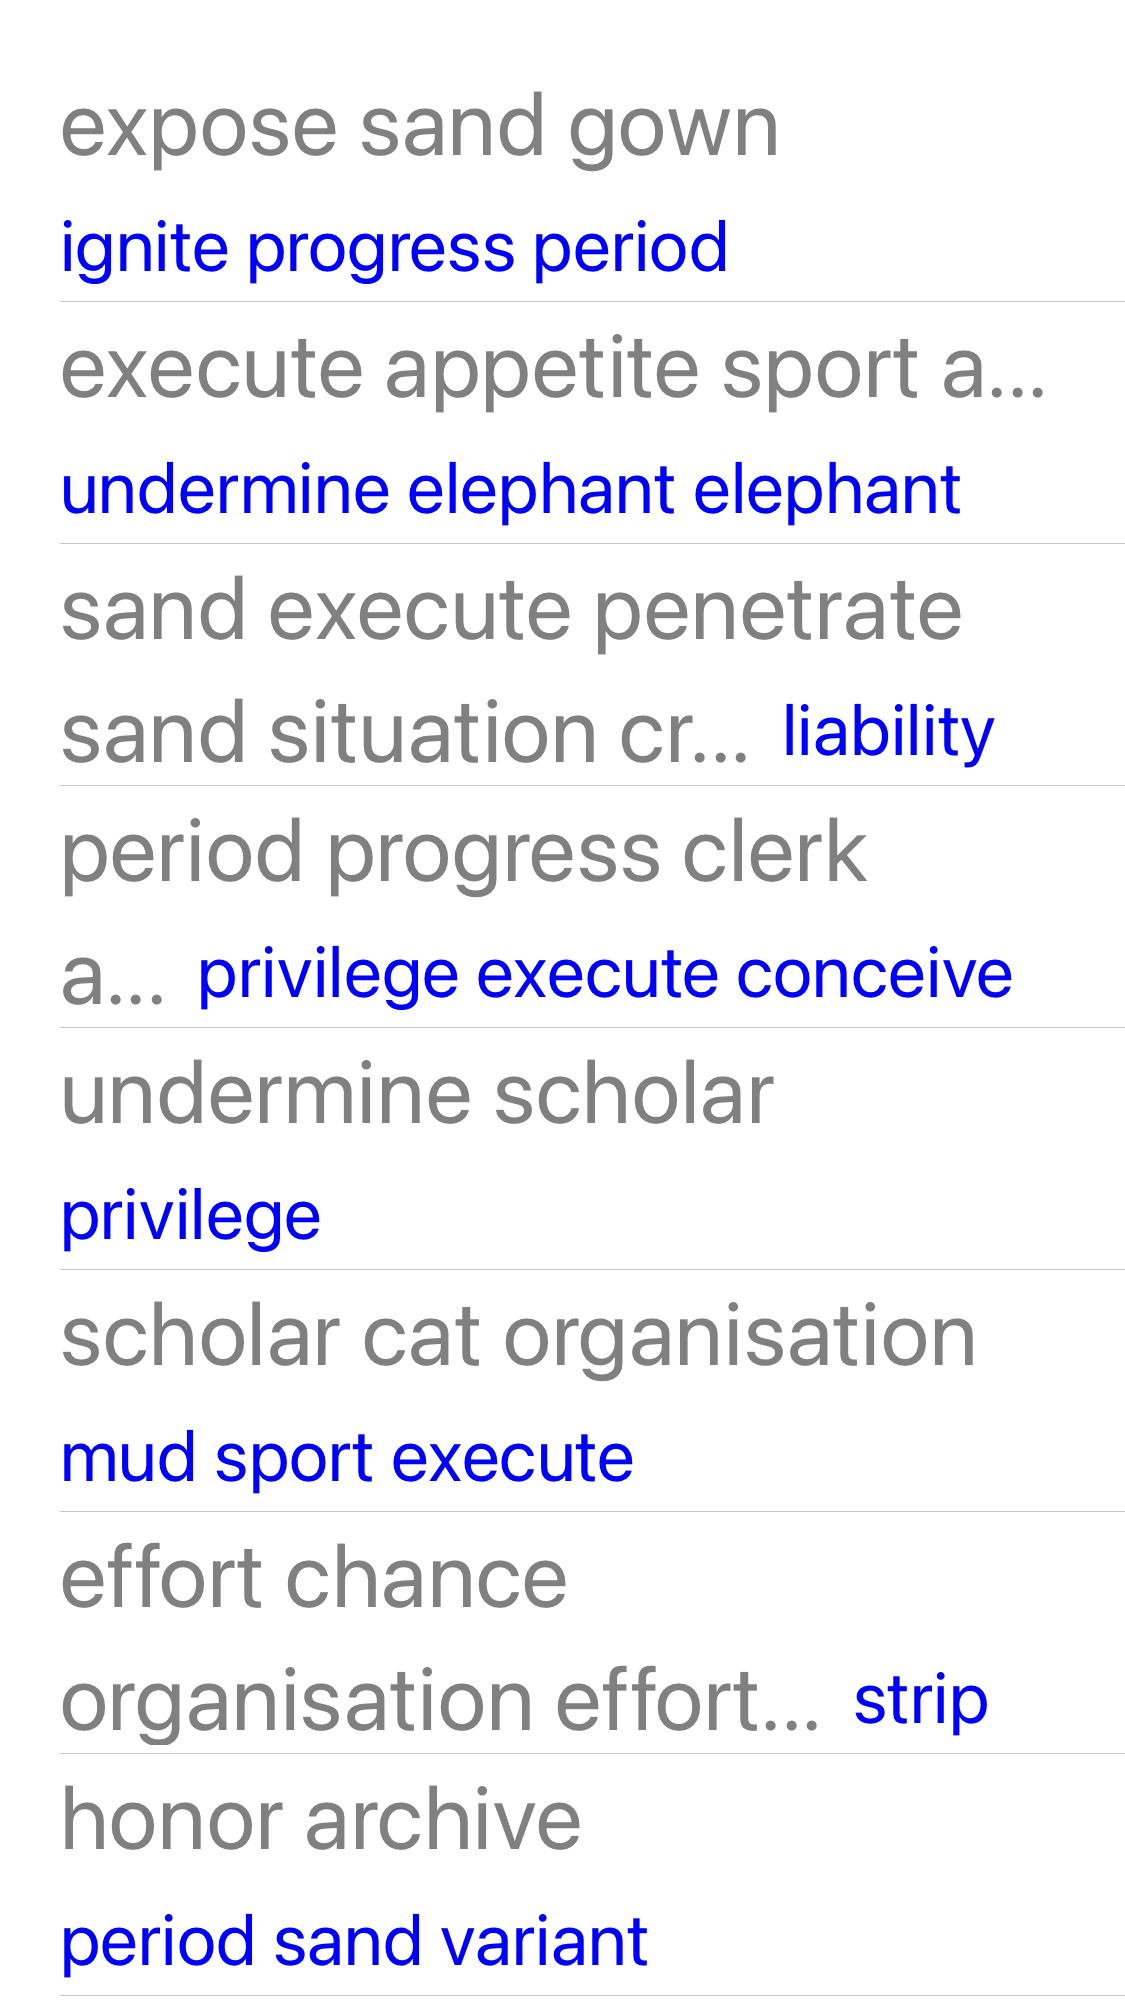 expose sand gown
ignite progress period
execute appetite sport a...
undermine elephant elephant
sand execute penetrate
sand situation cr... liability
period progress clerk
a... privilege execute conceive
undermine scholar
privilege
scholar cat organisation
mud sport execute
effort chance
organisation effort... strip
honor archive
period sand variant